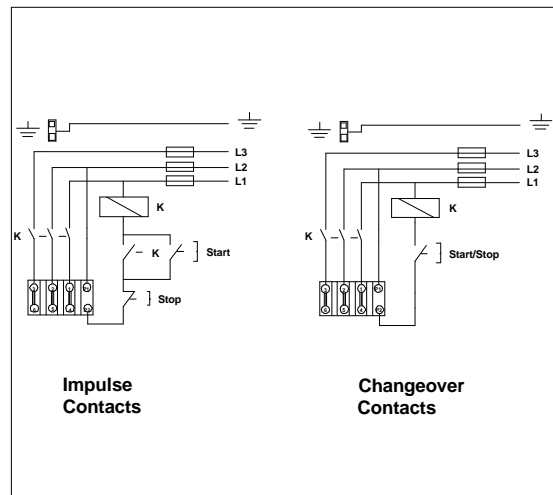 L3
L2
L1
K
K
K
Start
Stop
Impulse
Contacts
L3
L2
L1
K
K
Start/Stop
Changeover
Contacts